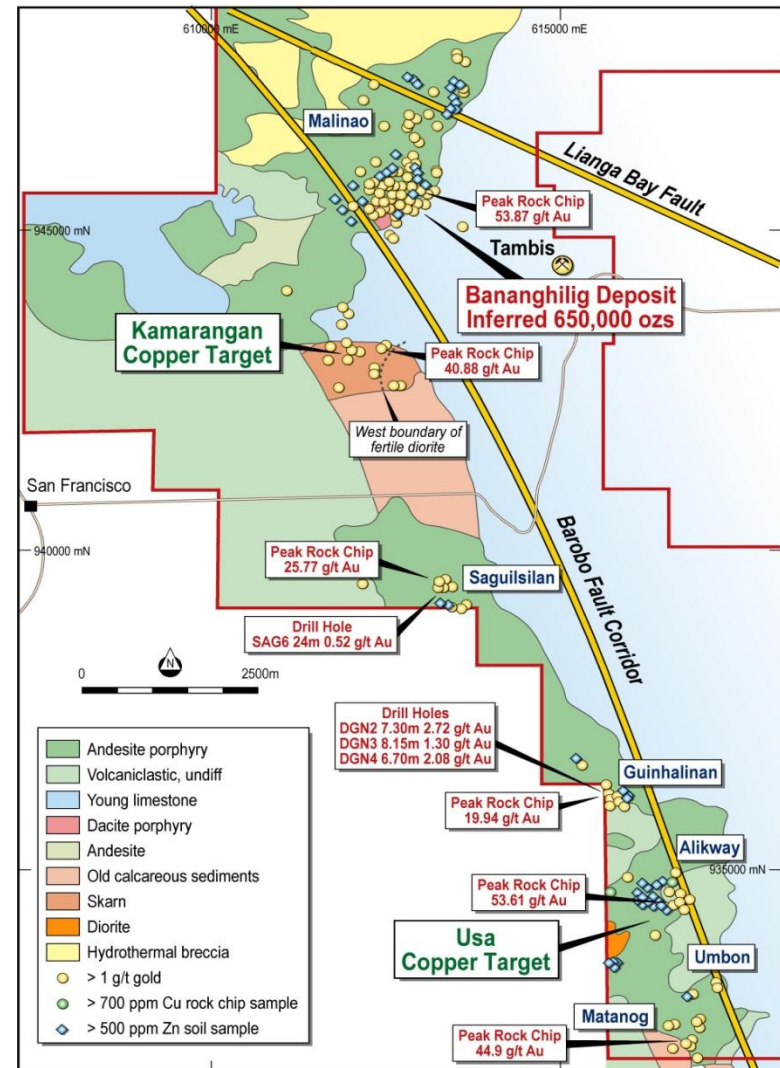 610000 mE
615000 mE
Malinao
Lianga Bay Fault
Peak Rock Chip
53.87 g/t Au
945000 mN
Tambis
Bananghilig Deposit
Inferred 650,000 ozs
Kamarangan
Copper Target
Peak Rock Chip
40.88 g/t Au
West boundary of
fertile diorite
San Francisco
940000 mN
Peak Rock Chip
25.77 g/t Au
Saguilsilan
Barobo Fault Corridor
Drill Hole
SAG6 24m 0.52 g/t Au
N
0
2500m
Drill Holes
DGN2 7.30m 2.72 g/t Au
DGN3 8.15m 1.30 g/t Au
DGN4 6.70m 2.08 g/t Au
Guinhalinan
Peak Rock Chip
19.94 g/t Au
Alikway
935000 mN
Peak Rock Chip
53.61 g/t Au
Usa
Copper Target
Umbon
Matanog
Peak Rock Chip
44.9 g/t Au
Andesite porphyry
Volcaniclastic, undiff
Young limestone
Dacite porphyry
Andesite
Old calcareous sediments
Skarn
Diorite
Hydrothermal breccia
> 1 g/t gold
> 700 ppm Cu rock chip sample
> 500 ppm Zn soil sample